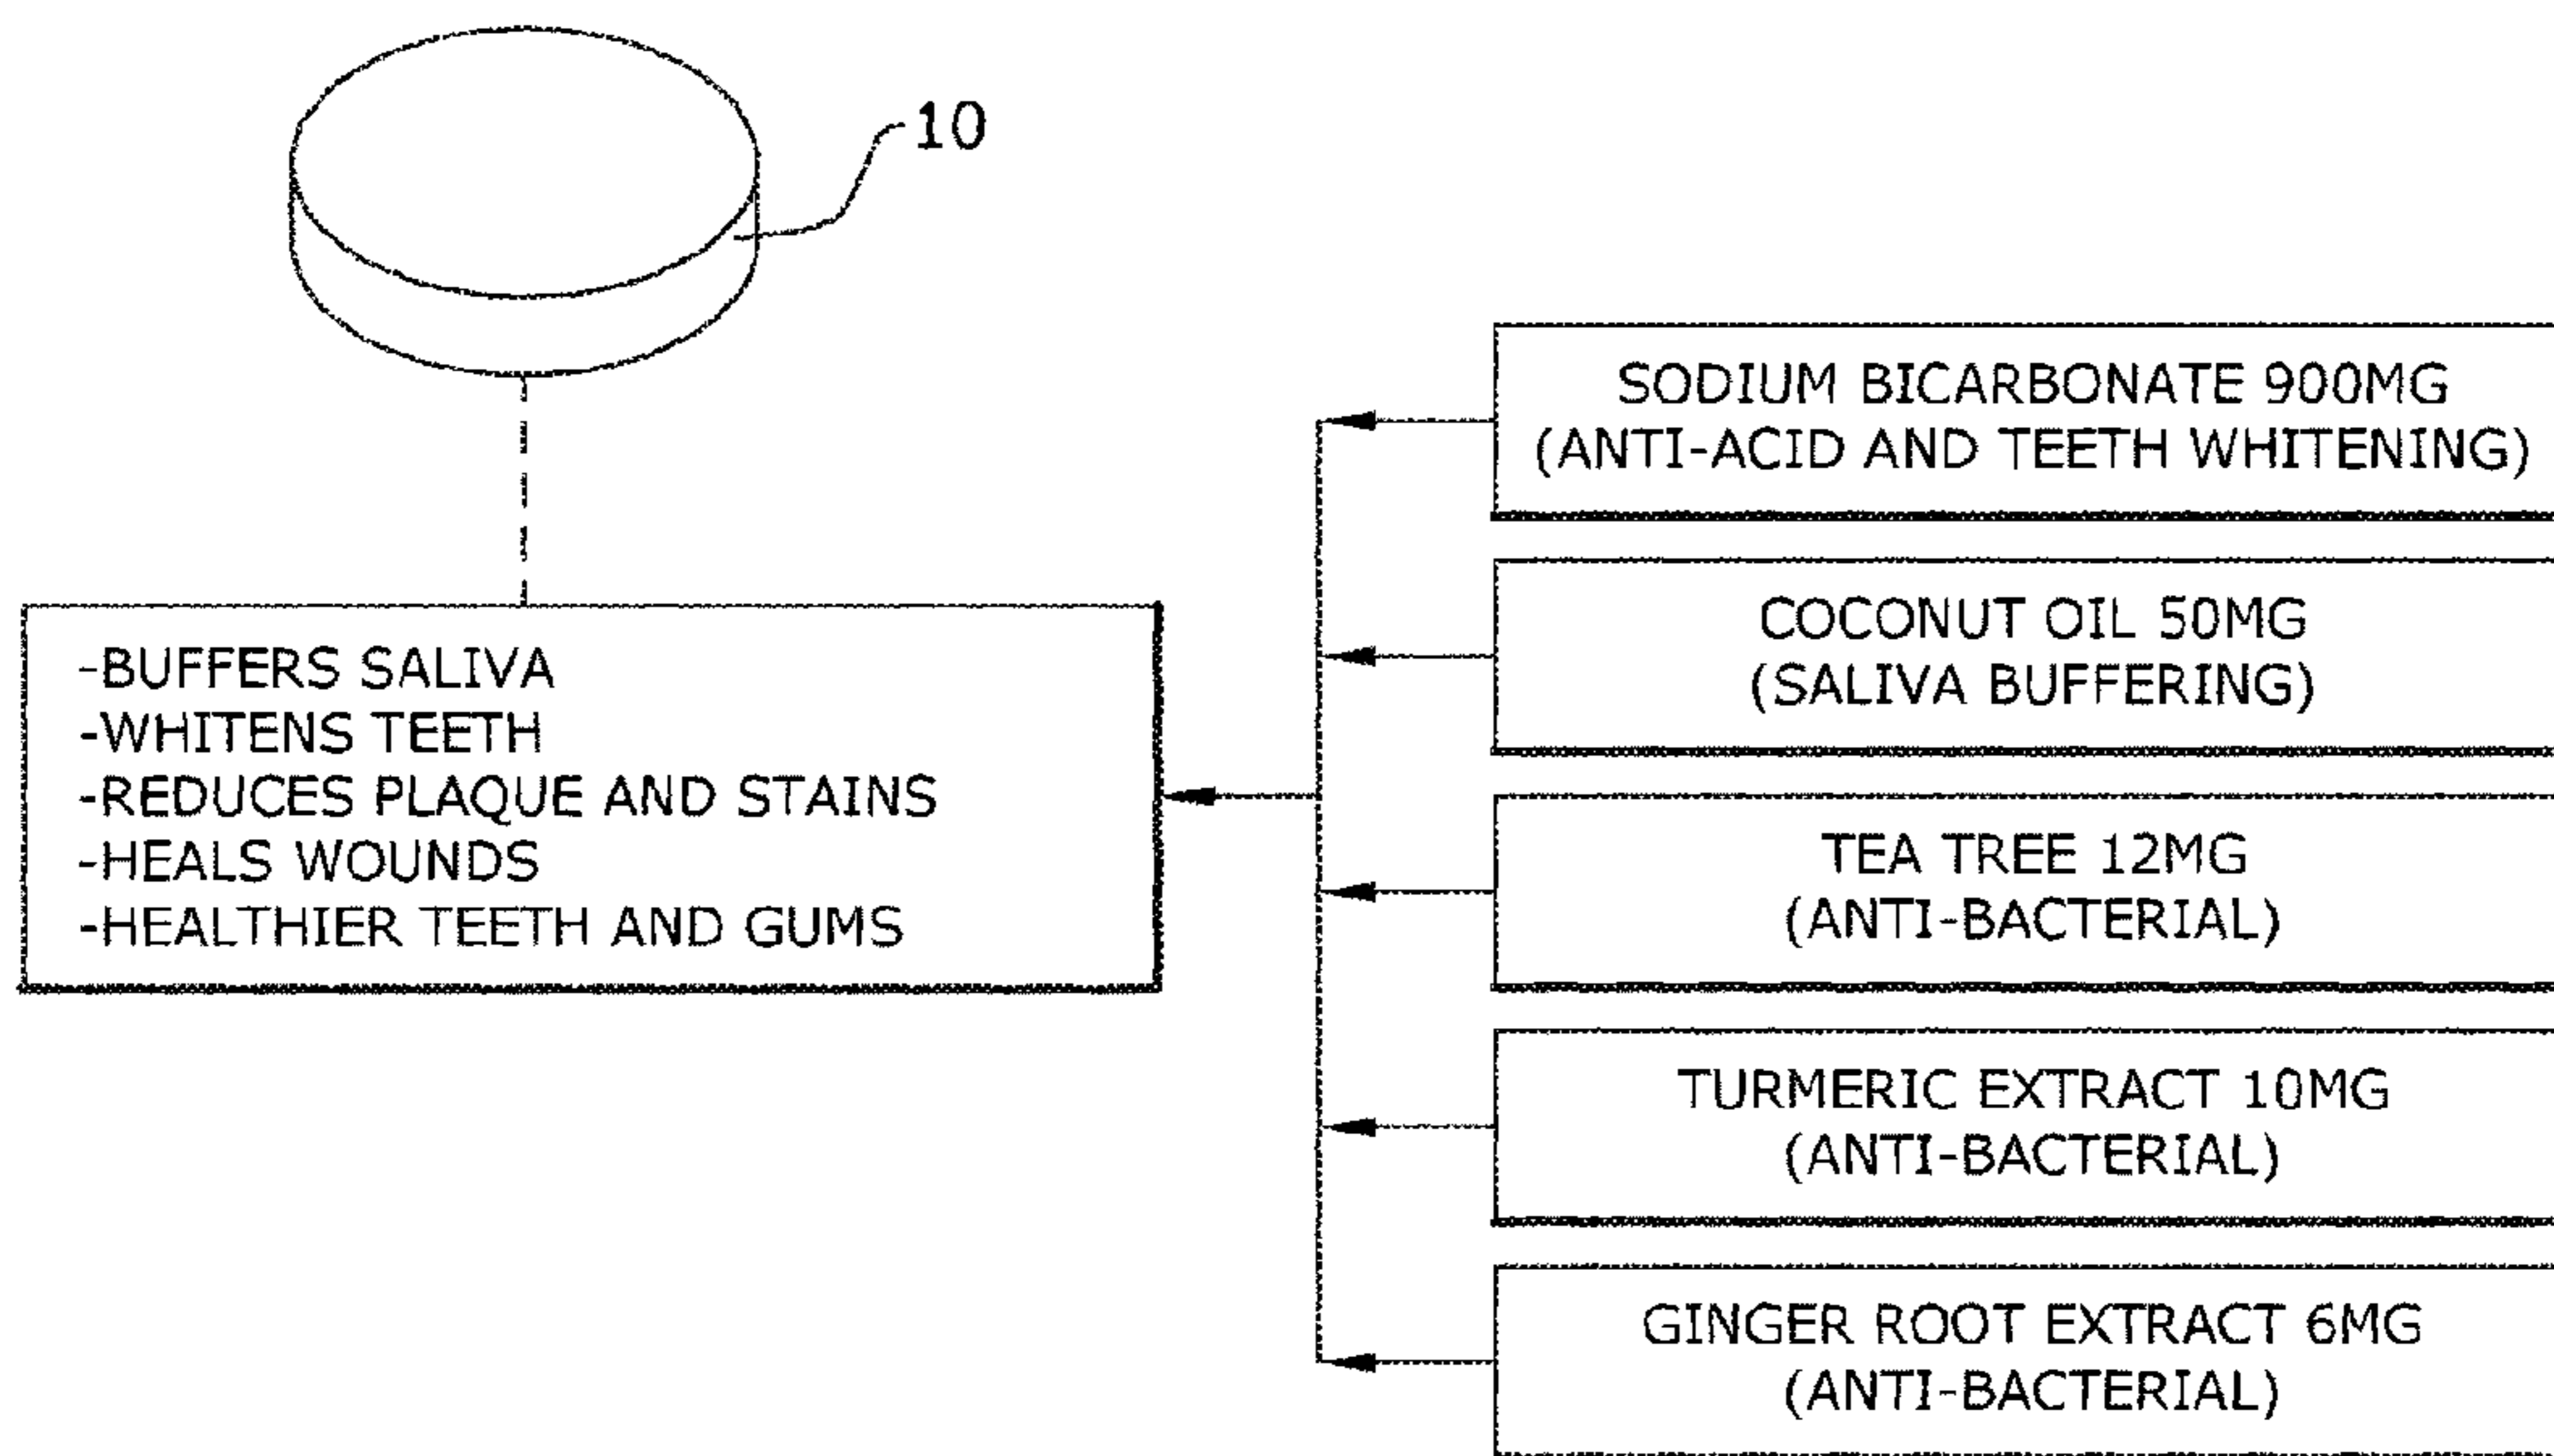 10
-BUFFERS SALIVA
-WHITENS TEETH
-REDUCES PLAQUE AND STAINS
-HEALS WOUNDS
-HEALTHIER TEETH AND GUMS
SODIUM BICARBONATE 900MG
(ANTI-ACID AND TEETH WHITENING)
COCONUT OIL 50MG
(SALIVA BUFFERING)
TEA TREE 12MG
(ANTI-BACTERIAL)
TURMERIC EXTRACT 10MG
(ANTI-BACTERIAL)
GINGER ROOT EXTRACT 6MG
(ANTI-BACTERIAL)